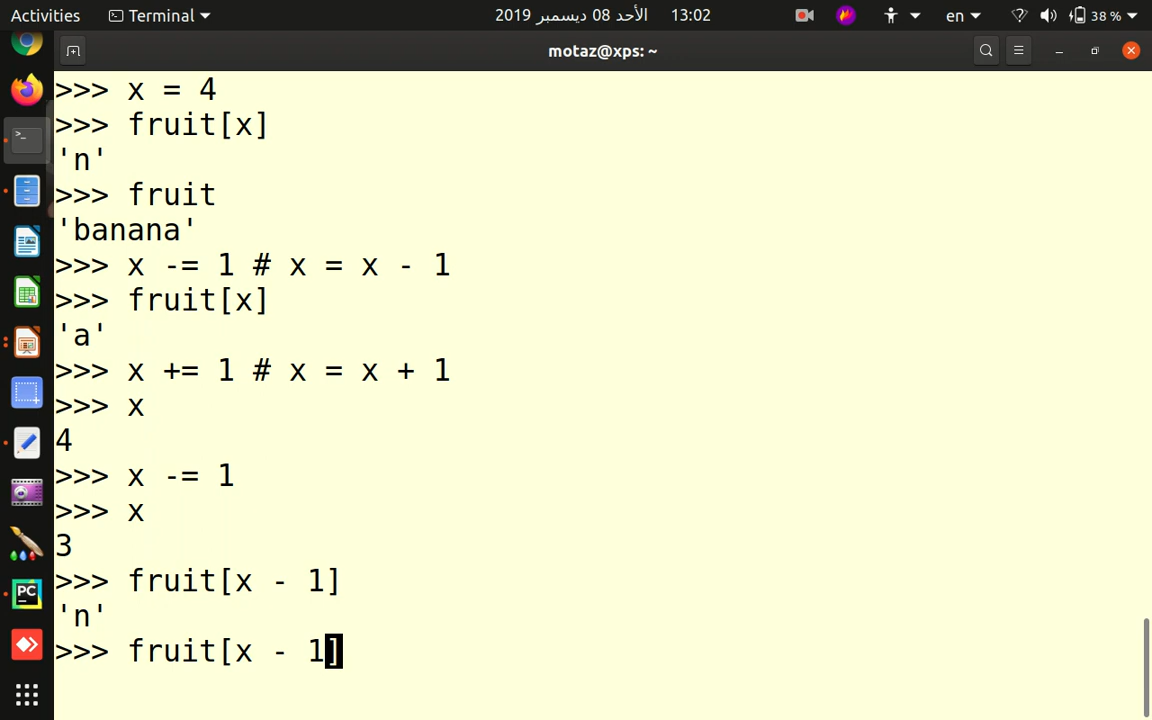 Activities Terminal الأحد 08 ديسمبر 2019 13:02 en 38 %
motaz@xps: ~
>>> x = 4
>>> fruit[x]
'n'
>>> fruit
'banana'
>>> x -= 1 # x = x - 1
>>> fruit[x]
'a'
>>> x += 1 # x = x + 1
>>> x
4
>>> x -= 1
>>> x
3
>>> fruit[x - 1]
'n'
>>> fruit[x - 1]
PC